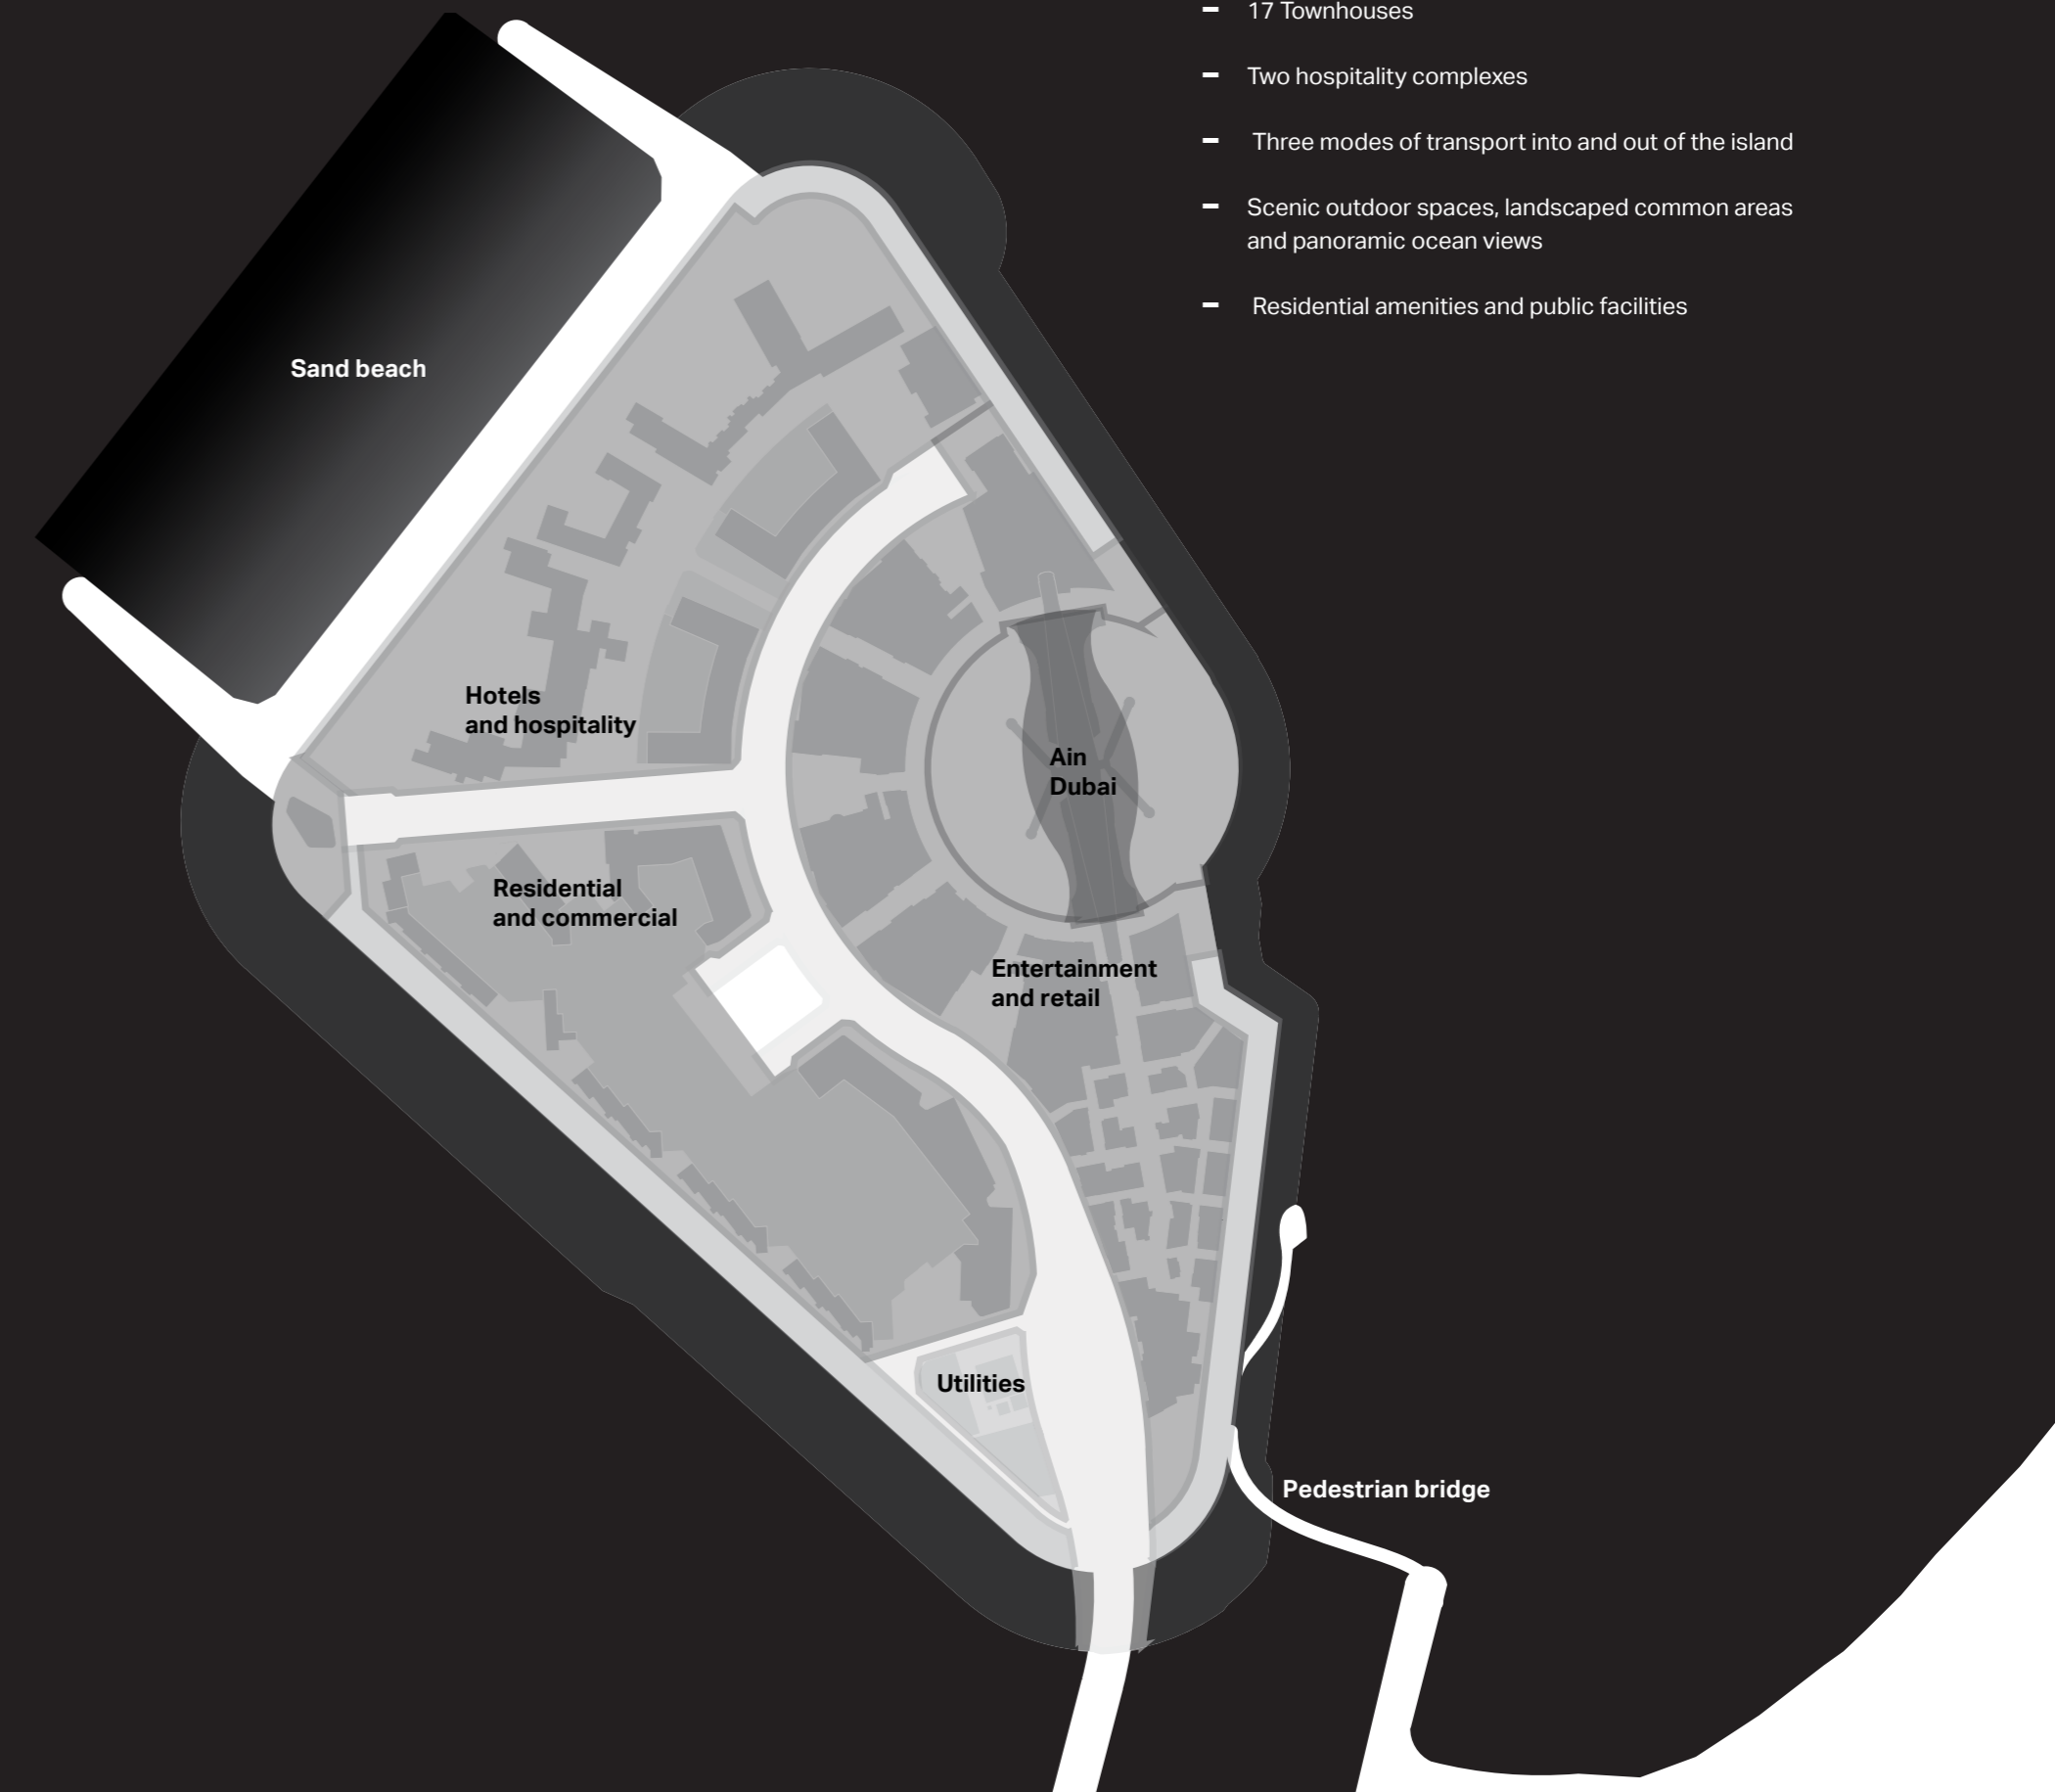 – 17 Townhouses
– Two hospitality complexes
– Three modes of transport into and out of the island
– Scenic outdoor spaces, landscaped common areas
and panoramic ocean views
– Residential amenities and public facilities
Sand beach
Hotels
and hospitality
Ain
Dubai
Residential
and commercial
Entertainment
and retail
Utilities
Pedestrian bridge